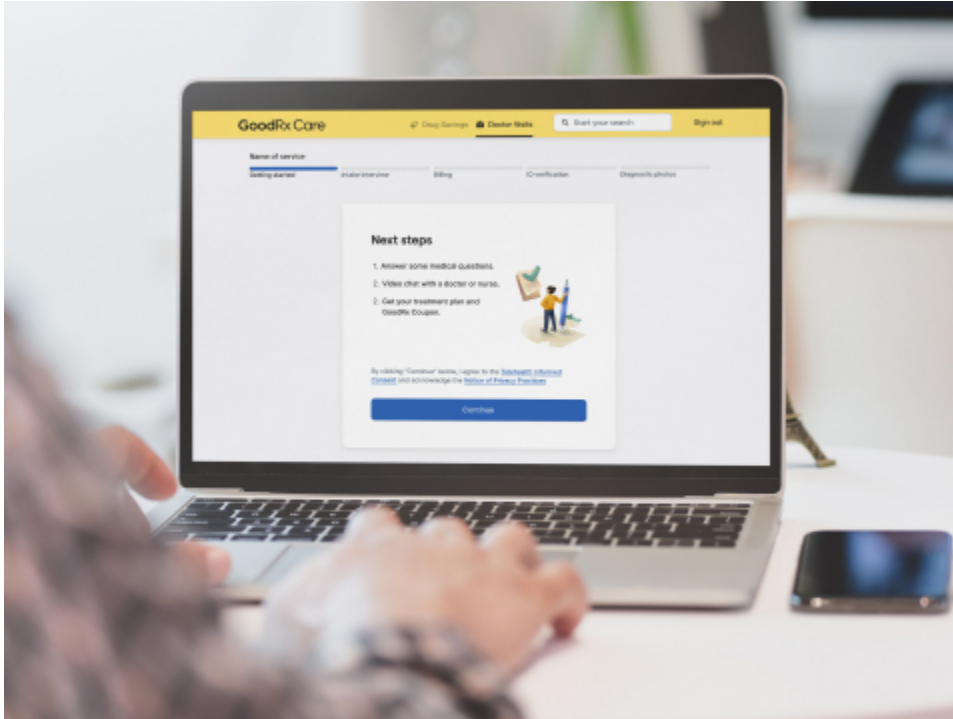 GoodRx Care
Drug Savings
Doctor Visits
Start your search
Sign out
Name of service
Getting started
Intake interview
Billing
ID verification
Diagnostic photos
Next steps
1. Answer some medical questions.
2. Video chat with a doctor or nurse.
2. Get your treatment plan and
GoodRx Coupon.
By clicking "Continue" below, I agree to the Telehealth Informed
Consent and acknowledge the Notice of Privacy Practices
Continue